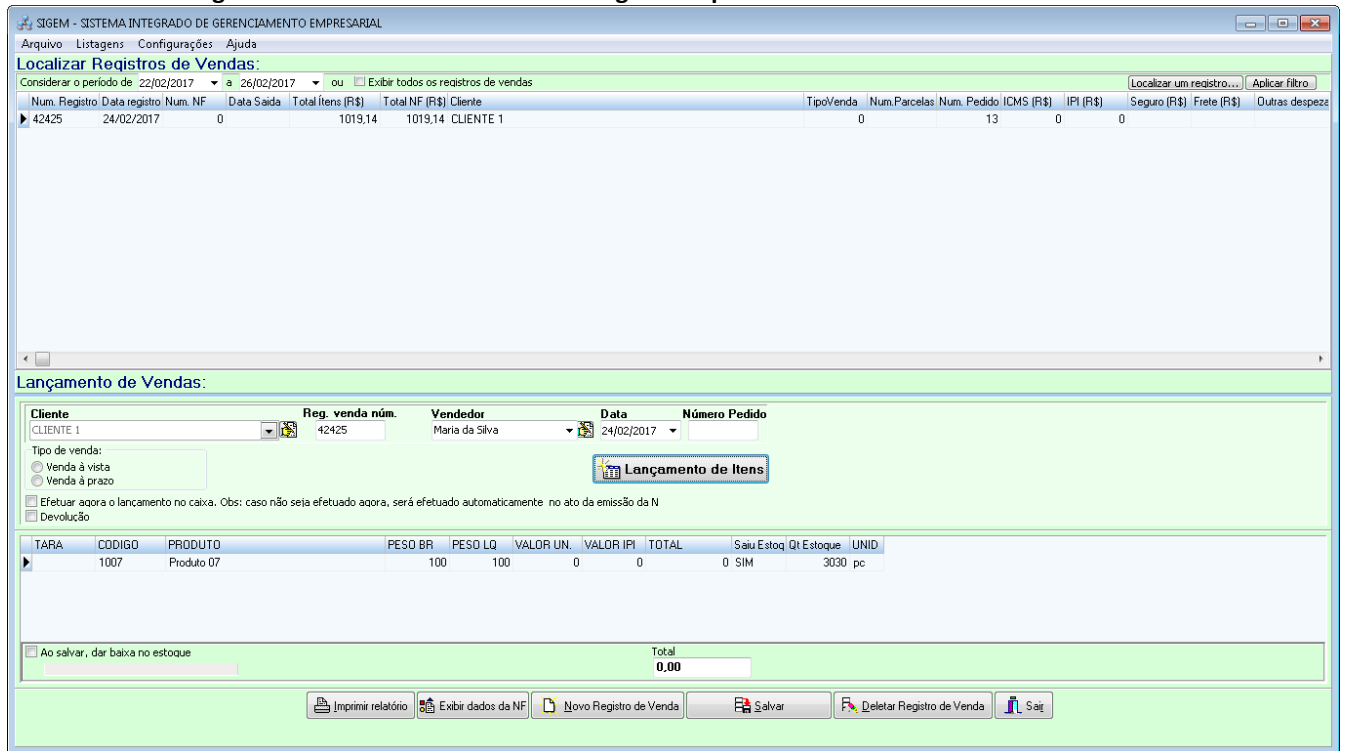 SIGEM - SISTEMA INTEGRADO DE GERENCIAMENTO EMPRESARIAL
Arquivo Listagens Configurações Ajuda
Localizar Registros de Vendas:
Considerar o período de 22/02/2017 a 26/02/2017 ou Exibir todos os registros de vendas Localizar um registro... Aplicar filtro
Num. Registro Data registro Num. NF Data Saida Total Ítens (R$) Total NF (R$) Cliente TipoVenda Num.Parcelas Num. Pedido ICMS (R$) IPI (R$) Seguro (R$) Frete (R$) Outras despeza
42425 24/02/2017 0 1019,14 1019,14 CLIENTE 1 0 13 0 0
Lançamento de Vendas:
Cliente Reg. venda núm. Vendedor Data Número Pedido
CLIENTE 1 42425 Maria da Silva 24/02/2017
Tipo de venda:
Venda à vista
Venda à prazo
Lançamento de Itens
Efetuar agora o lançamento no caixa. Obs: caso não seja efetuado agora, será efetuado automaticamente no ato da emissão da N
Devolução
TARA CODIGO PRODUTO PESO BR PESO LQ VALOR UN. VALOR IPI TOTAL Saiu Estoq Qt Estoque UNID
1007 Produto 07 100 100 0 0 0 SIM 3030 pc
Ao salvar, dar baixa no estoque Total
0,00
Imprimir relatório Exibir dados da NF Novo Registro de Venda Salvar Deletar Registro de Venda Sair